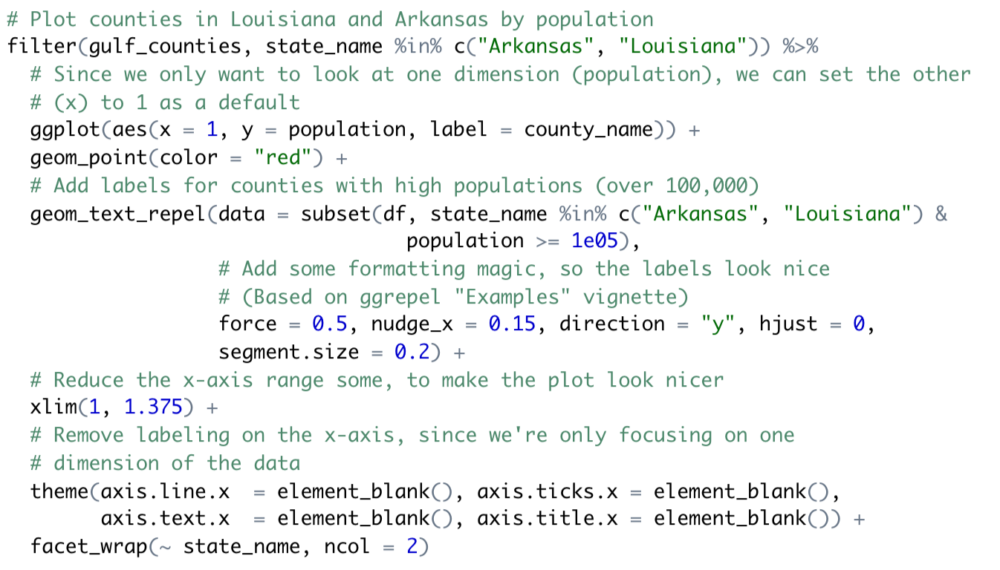 # Plot counties in Louisiana and Arkansas by population
filter(gulf_counties, state_name %in% c("Arkansas", "Louisiana")) %>%
  # Since we only want to look at one dimension (population), we can set the other
  # (x) to 1 as a default
  ggplot(aes(x = 1, y = population, label = county_name)) +
  geom_point(color = "red") +
  # Add labels for counties with high populations (over 100,000)
  geom_text_repel(data = subset(df, state_name %in% c("Arkansas", "Louisiana") &
                                  population >= 1e05),
                  # Add some formatting magic, so the labels look nice
                  # (Based on ggrepel "Examples" vignette)
                  force = 0.5, nudge_x = 0.15, direction = "y", hjust = 0,
                  segment.size = 0.2) +
  # Reduce the x-axis range some, to make the plot look nicer
  xlim(1, 1.375) +
  # Remove labeling on the x-axis, since we're only focusing on one
  # dimension of the data
  theme(axis.line.x  = element_blank(), axis.ticks.x = element_blank(),
        axis.text.x  = element_blank(), axis.title.x = element_blank()) +
  facet_wrap(~ state_name, ncol = 2)